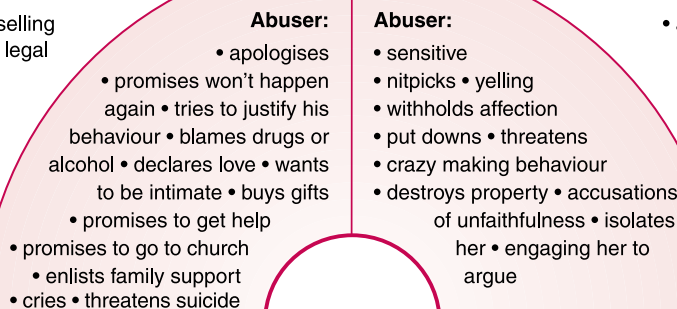 selling
legal
Abuser:
• apologises
• promises won't happen
again • tries to justify his
behaviour • blames drugs or
alcohol • declares love • wants
to be intimate • buys gifts
• promises to get help
• promises to go to church
• enlists family support
• cries • threatens suicide
Abuser:
• sensitive
• nitpicks • yelling
• withholds affection
• put downs • threatens
• crazy making behaviour
• destroys property • accusations
of unfaithfulness • isolates
her • engaging her to
argue
•